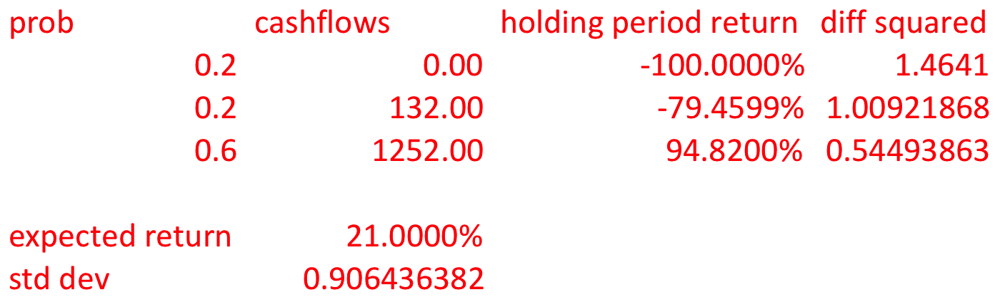 prob cashflows holding period return diff squared
0.2 0.00 -100.0000% 1.4641
0.2 132.00 -79.4599% 1.00921868
0.6 1252.00 94.8200% 0.54493863
expected return 21.0000%
std dev 0.906436382